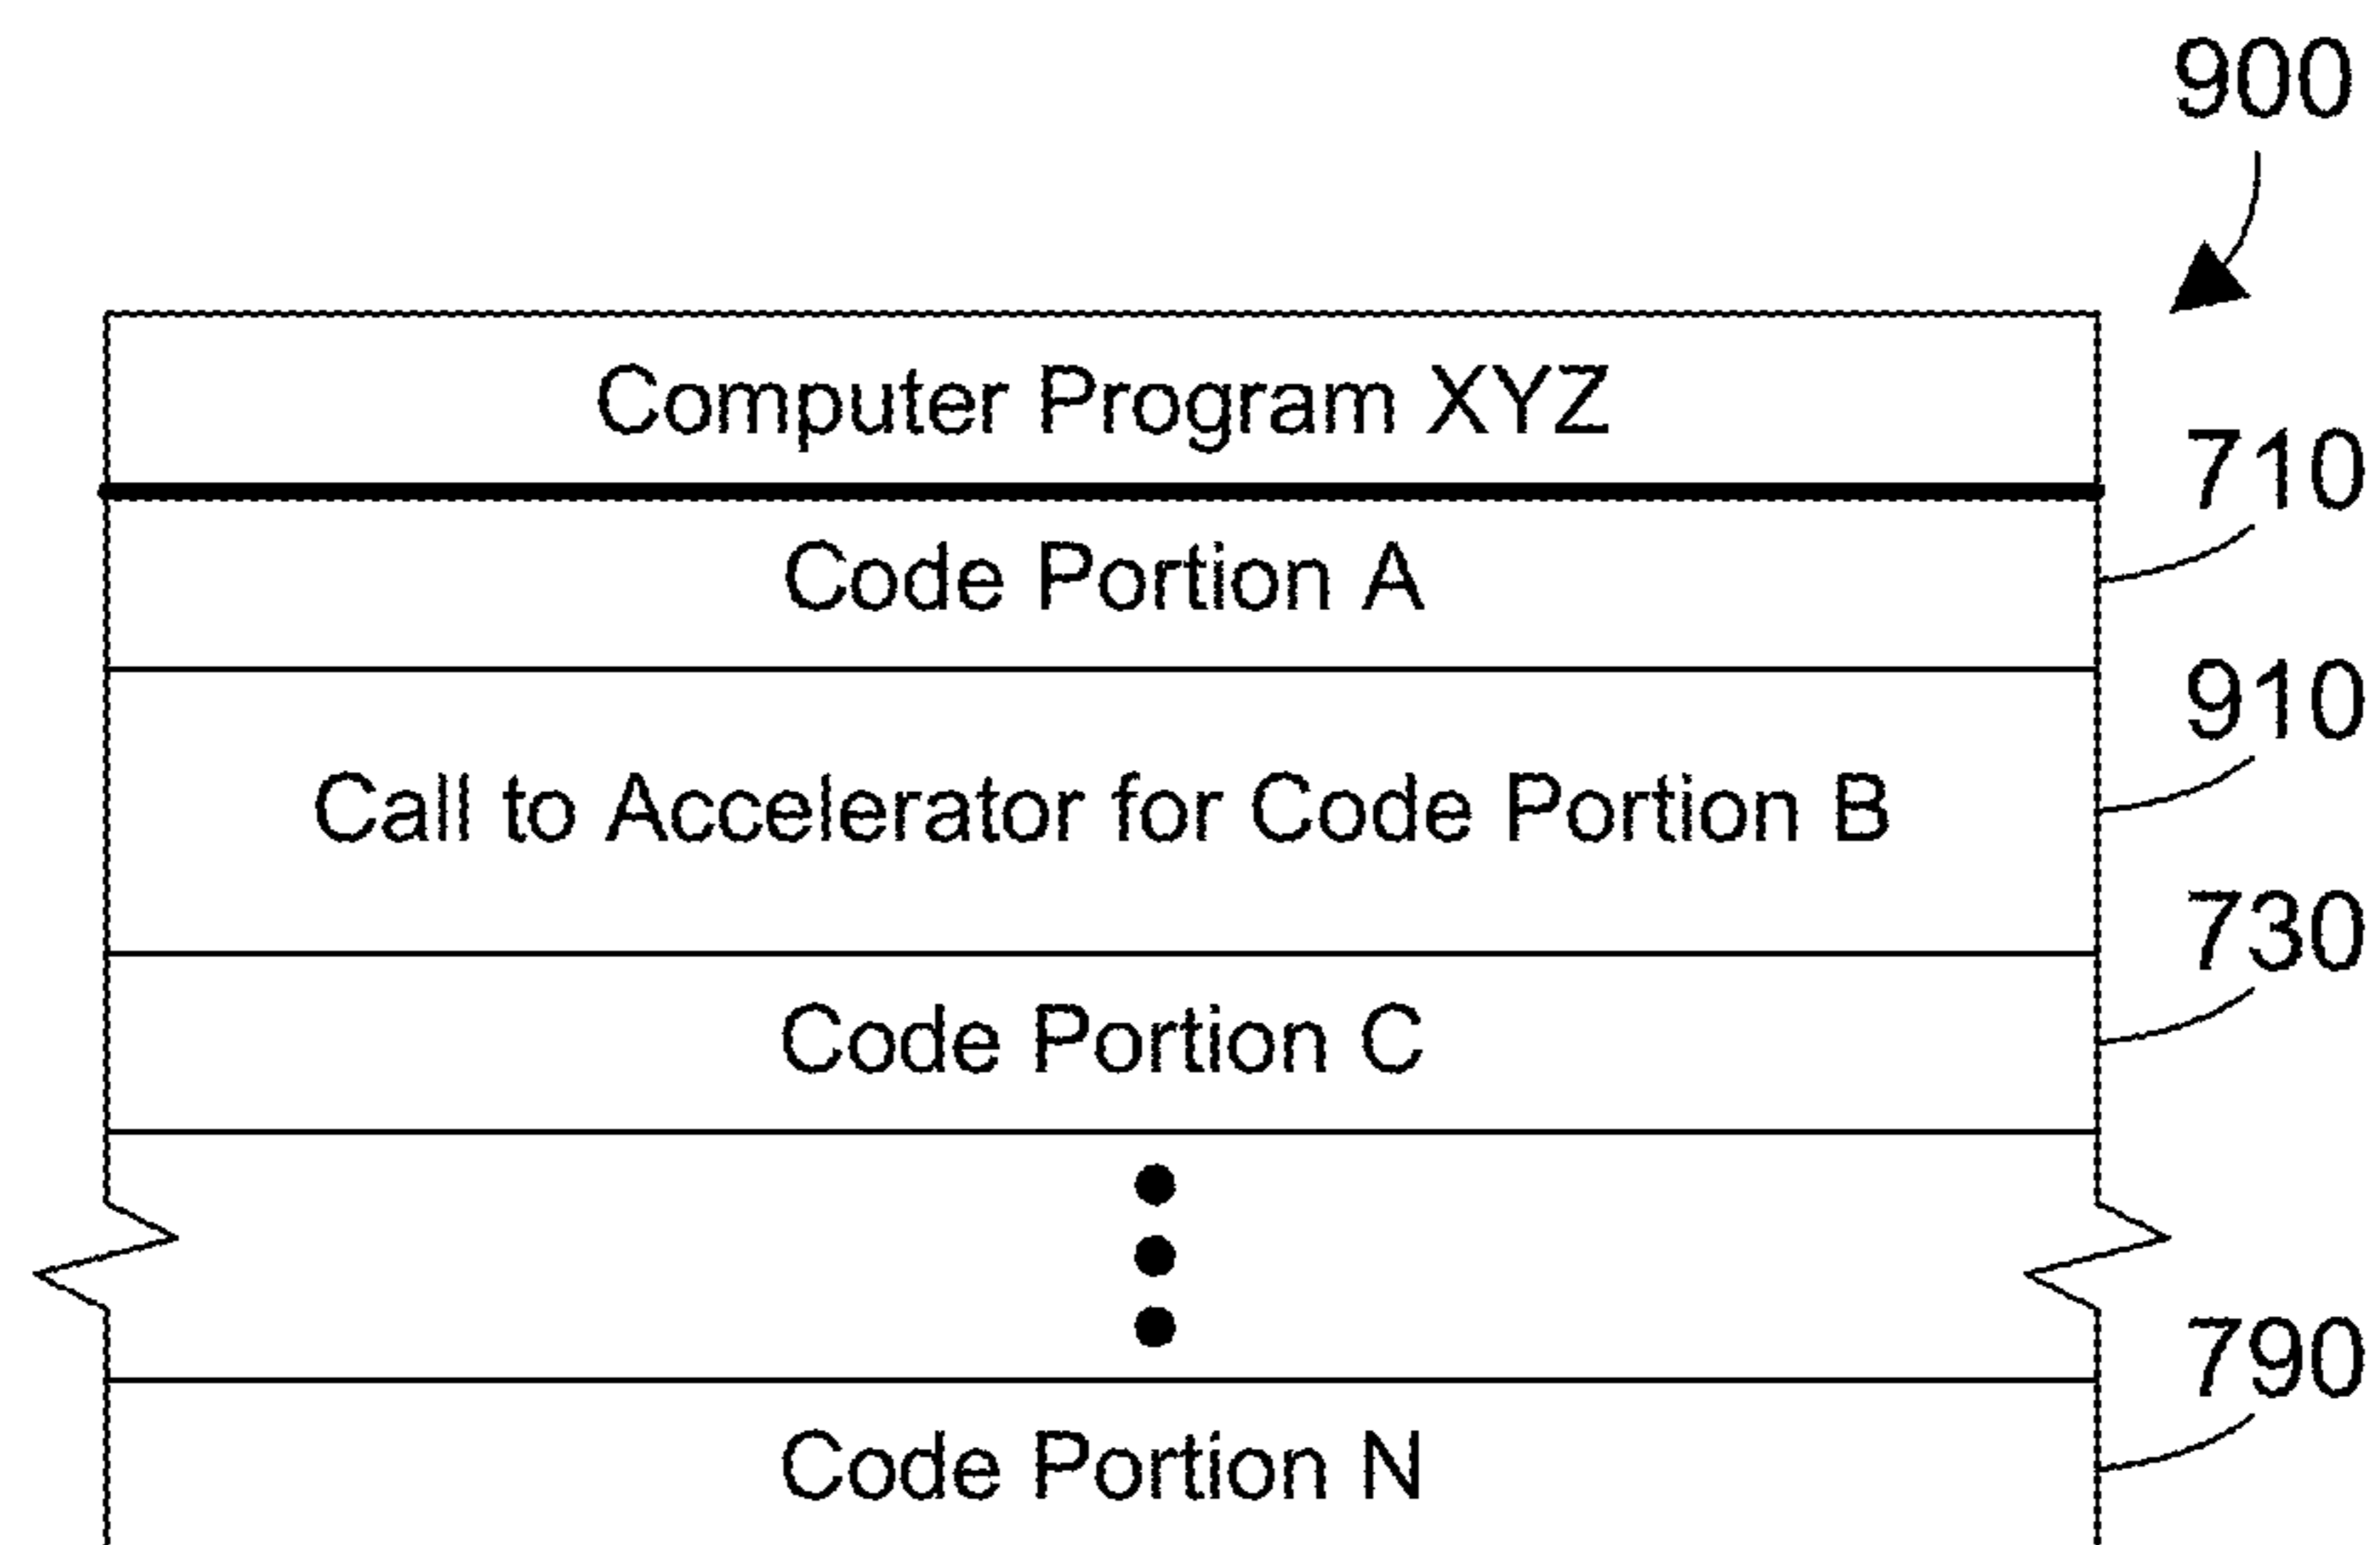 900
Computer Program XYZ
710
Code Portion A
910
Call to Accelerator for Code Portion B
730
Code Portion C
790
Code Portion N